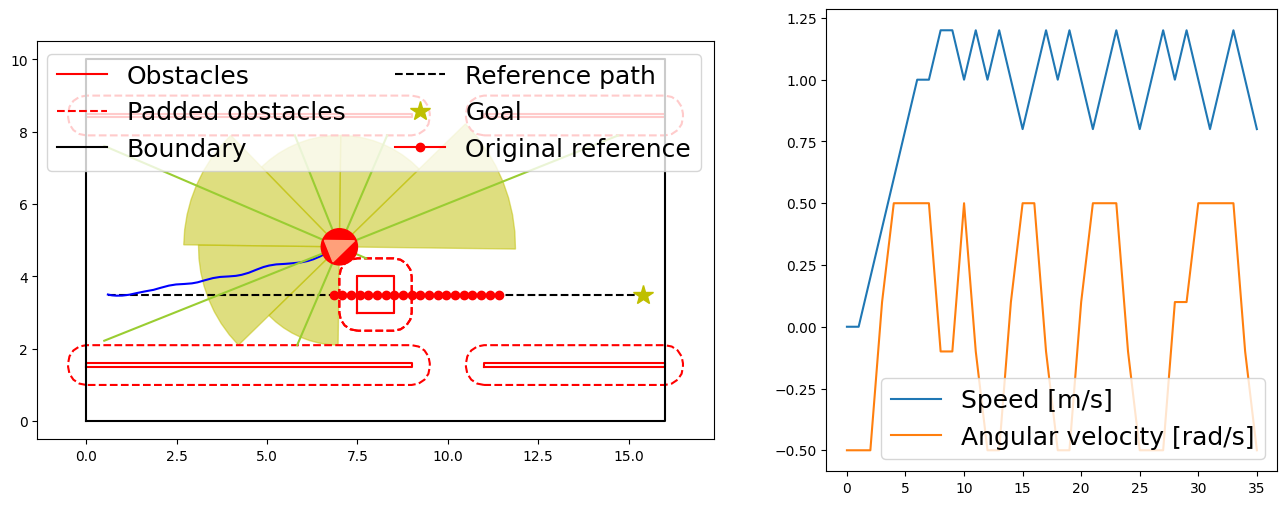 10
8
6
4
2
0
0.0 2.5 5.0 7.5 10.0 12.5 15.0
Obstacles
Padded obstacles
Boundary
Reference path
Goal
Original reference
1.25
1.00
0.75
0.50
0.25
0.00
−0.25
−0.50
0 5 10 15 20 25 30 35
Speed [m/s]
Angular velocity [rad/s]